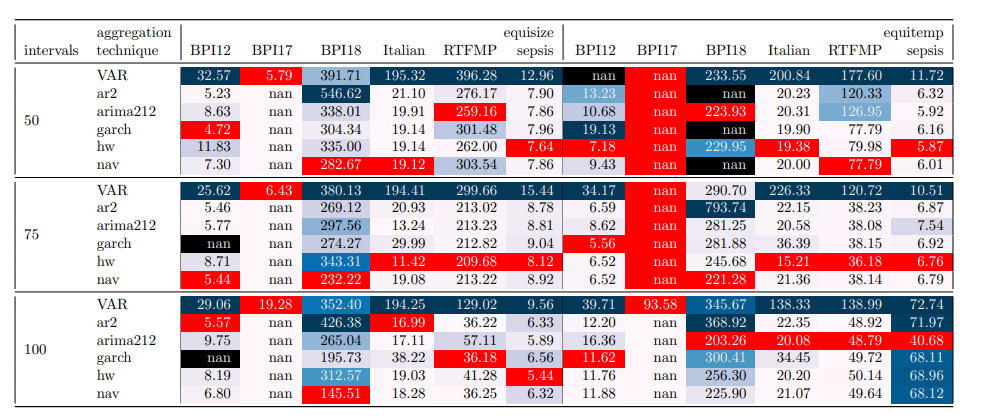 aggregation equisize equitemp
intervals technique BPI12 BPI17 BPI18 Italian RTFMP sepsis BPI12 BPI17 BPI18 Italian RTFMP sepsis
VAR 32.57 5.79 391.71 195.32 396.28 12.96 nan nan 233.55 200.84 177.60 11.72
ar2 5.23 nan 546.62 21.10 276.17 7.90 13.23 nan nan 20.23 120.33 6.32
arima212 8.63 nan 338.01 19.91 259.16 7.86 10.68 nan 223.93 20.31 126.95 5.92
50
garch 4.72 nan 304.34 19.14 301.48 7.96 19.13 nan nan 19.90 77.79 6.16
hw 11.83 nan 335.00 19.14 262.00 7.64 7.18 nan 229.95 19.38 79.98 5.87
nav 7.30 nan 282.67 19.12 303.54 7.86 9.43 nan nan 20.00 77.79 6.01
VAR 25.62 6.43 380.13 194.41 299.66 15.44 34.17 nan 290.70 226.33 120.72 10.51
ar2 5.46 nan 269.12 20.93 213.02 8.78 6.59 nan 793.74 22.15 38.23 6.87
arima212 5.77 nan 297.56 13.24 213.23 8.81 8.62 nan 281.25 20.58 38.08 7.54
75
garch nan nan 274.27 29.99 212.82 9.04 5.56 nan 281.88 36.39 38.15 6.92
hw 8.71 nan 343.31 11.42 209.68 8.12 6.52 nan 245.68 15.21 36.18 6.76
nav 5.44 nan 232.22 19.08 213.22 8.92 6.52 nan 221.28 21.36 38.14 6.79
VAR 29.06 19.28 352.40 194.25 129.02 9.56 39.71 93.58 345.67 138.33 138.99 72.74
ar2 5.57 nan 426.38 16.99 36.22 6.33 12.20 nan 368.92 22.35 48.92 71.97
arima212 9.75 nan 265.04 17.11 57.11 5.89 16.36 nan 203.26 20.08 48.79 40.68
100
garch nan nan 195.73 38.22 36.18 6.56 11.62 nan 300.41 34.45 49.72 68.11
hw 8.19 nan 312.57 19.03 41.28 5.44 11.76 nan 256.30 20.20 50.14 68.96
nav 6.80 nan 145.51 18.28 36.25 6.32 11.88 nan 225.90 21.07 49.64 68.12